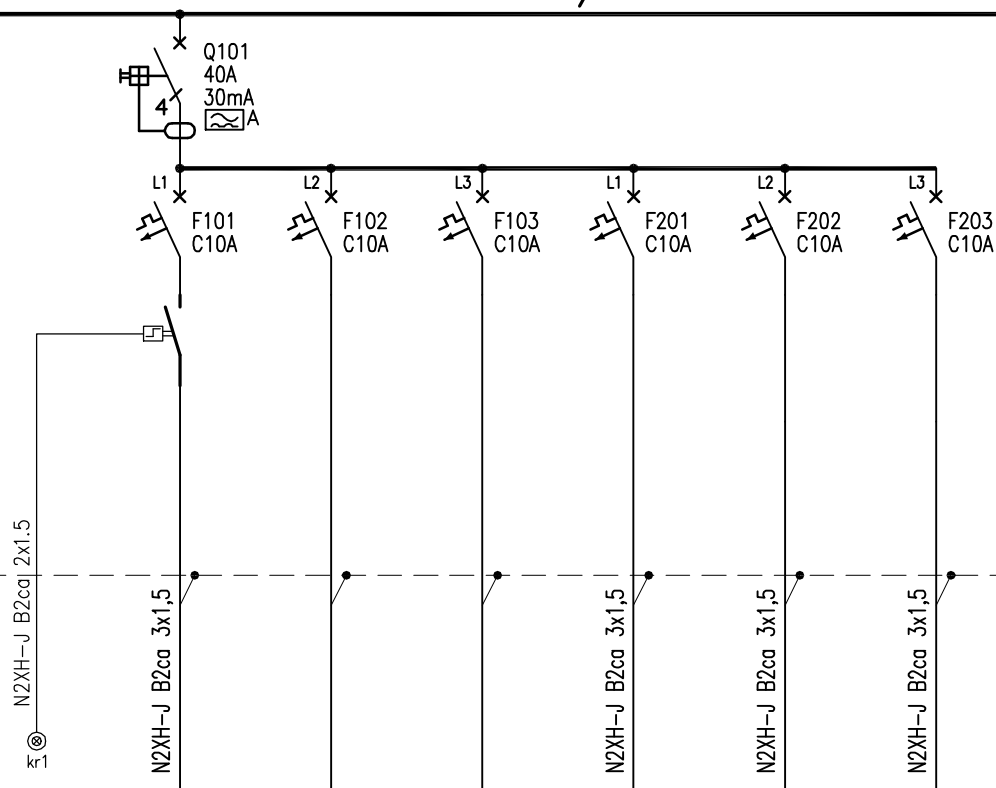 Q101
40A
30mA
A
4
L1
L2
L3
L1
L2
L3
F101
C10A
F102
C10A
F103
C10A
F201
C10A
F202
C10A
F203
C10A
N2XH-J B2ca 2x1.5
N2XH-J B2ca 3x1,5
N2XH-J B2ca 3x1,5
N2XH-J B2ca 3x1,5
N2XH-J B2ca 3x1,5
kr1